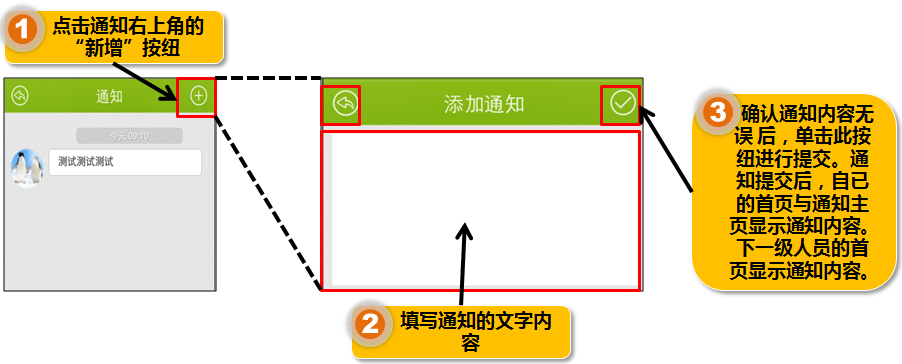 1
点击通知右上角的
“新增”按纽
通知
今天 09:10
测试测试测试
添加通知
3
确认通知内容无
误后，单击此按
纽进行提交。通
知提交后，自已
的首页与通知主
页显示通知内容。
下一级人员的首
页显示通知内容。
2
填写通知的文字内
容